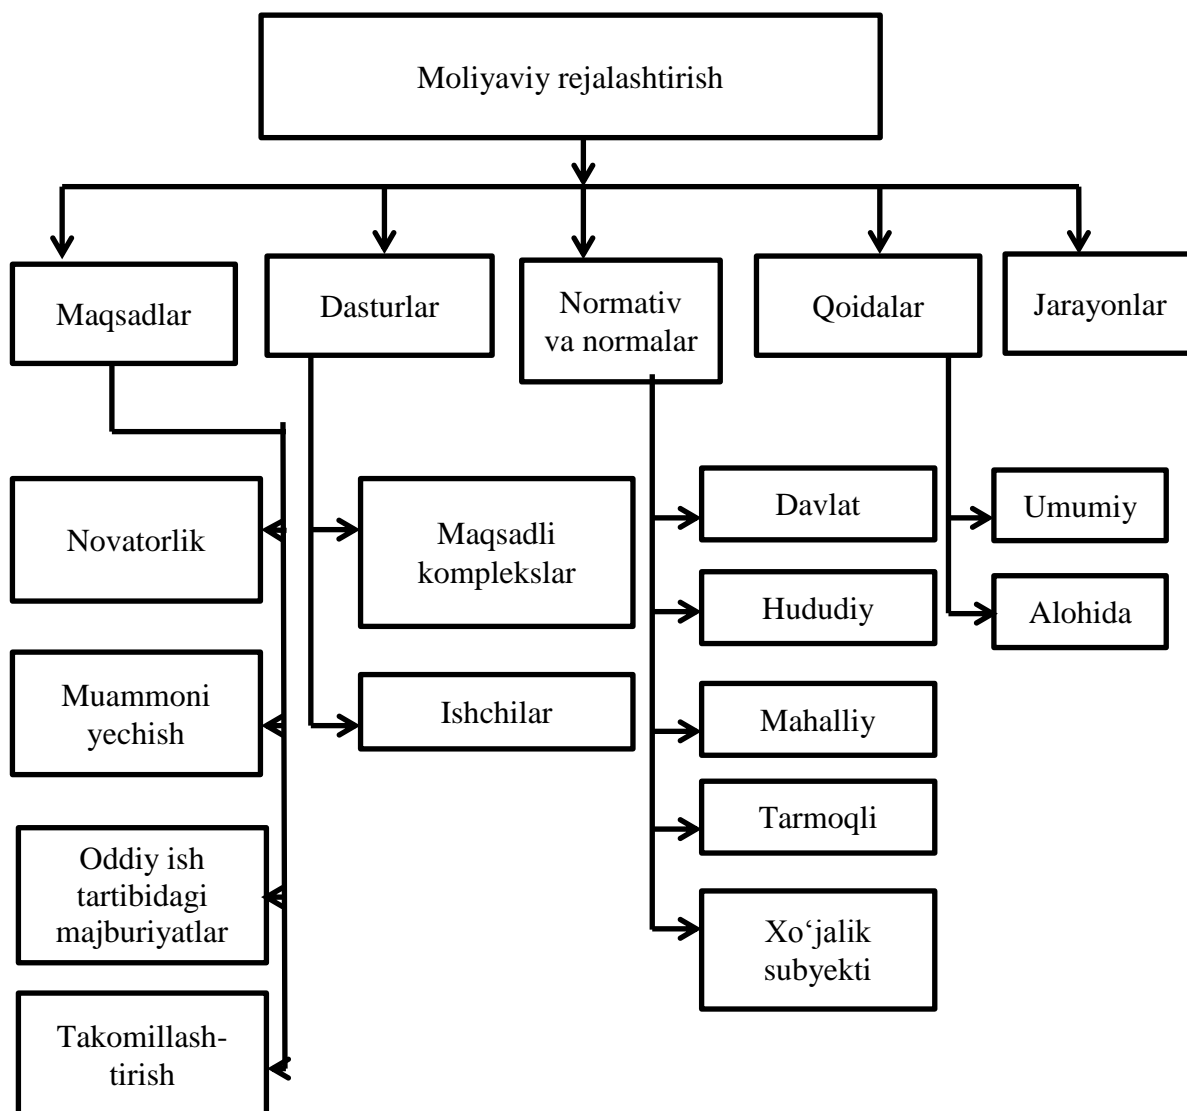 Moliyaviy rejalashtirish
Maqsadlar
Dasturlar
Normativ
va normalar
Qoidalar
Jarayonlar
Novatorlik
Muammoni
yechish
Oddiy ish
tartibidagi
majburiyatlar
Takomillash-
tirish
Maqsadli
komplekslar
Ishchilar
Davlat
Hududiy
Mahalliy
Tarmoqli
Xo‘jalik
subyekti
Umumiy
Alohida